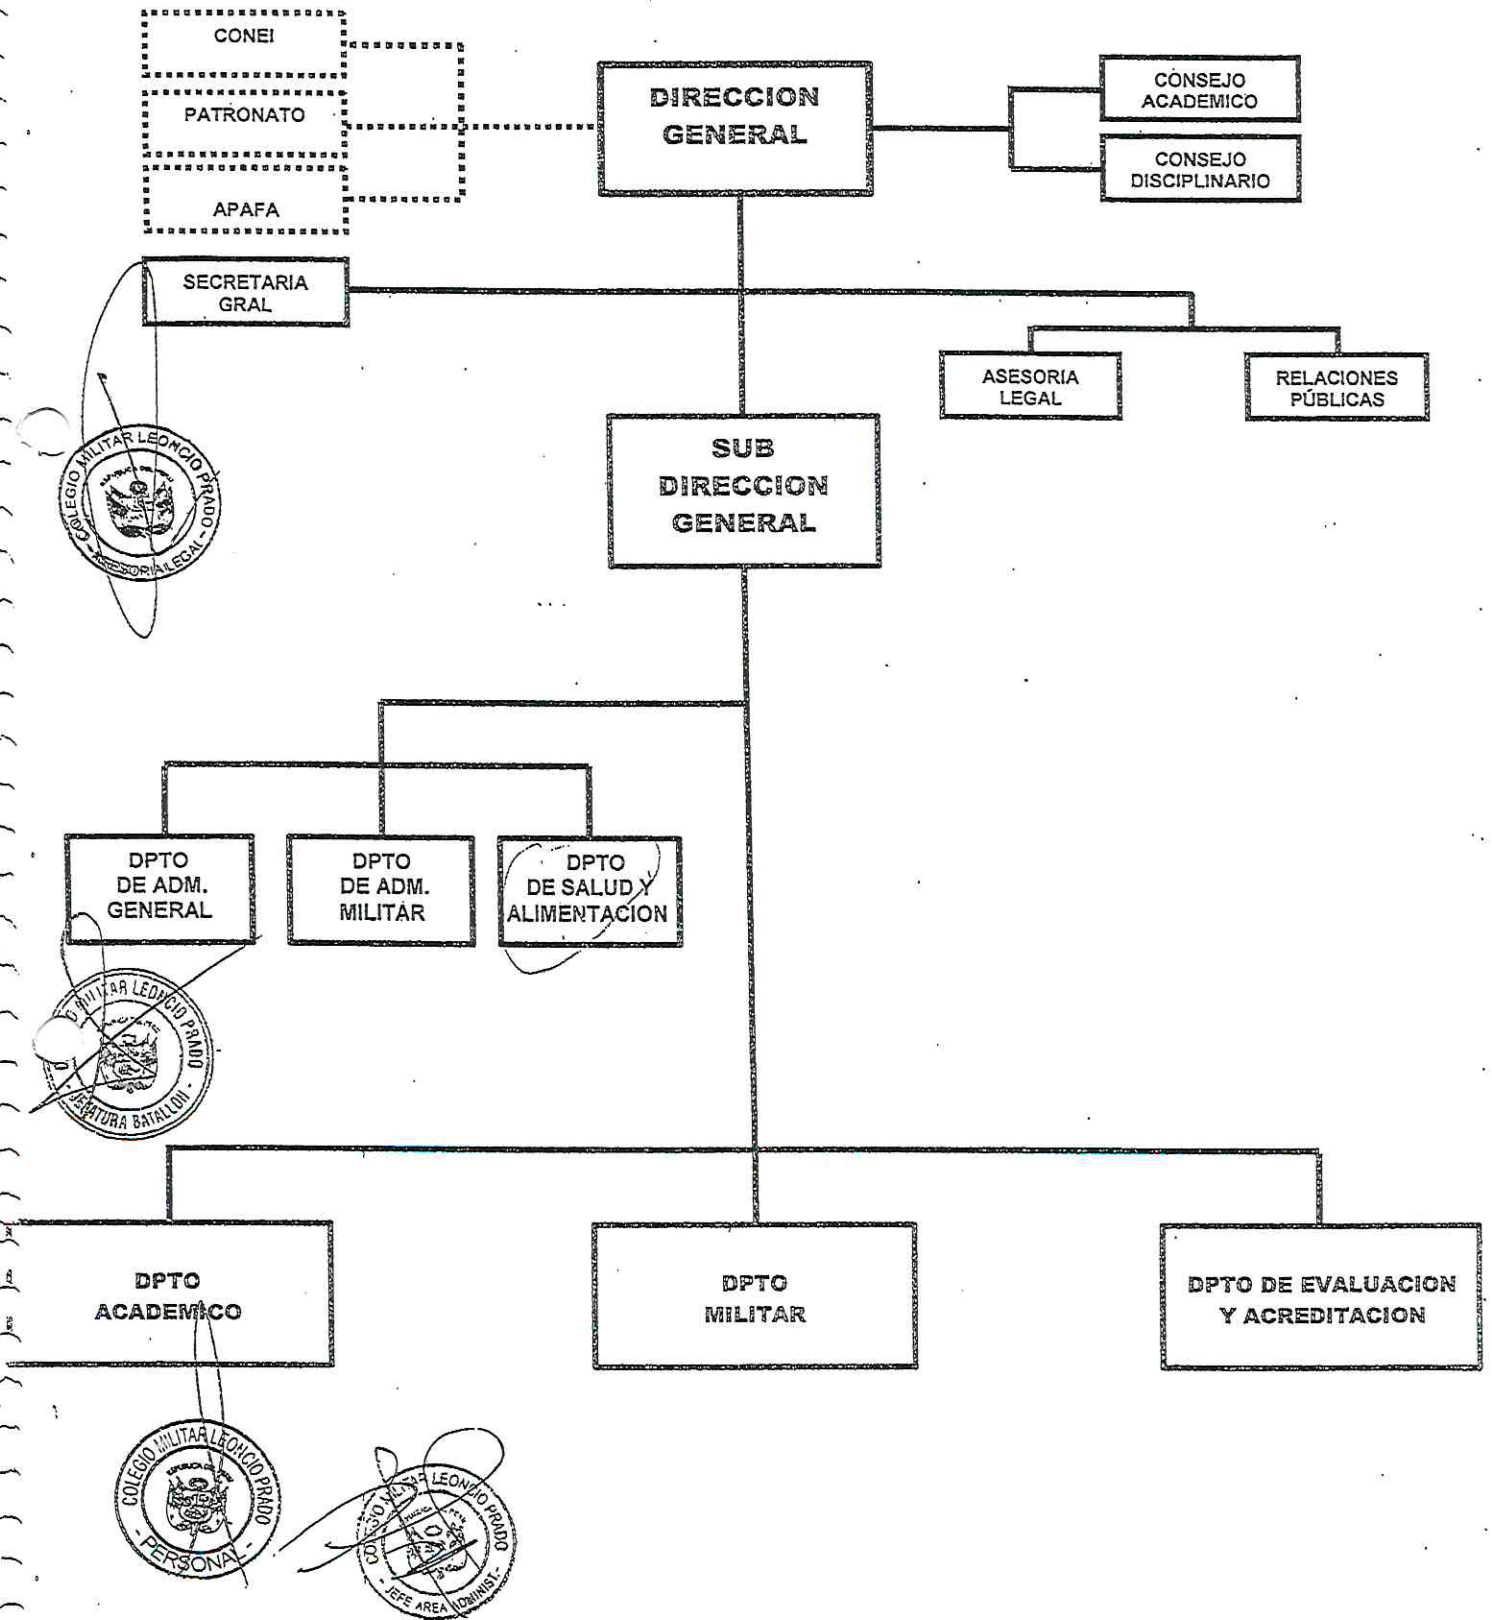 CONEI
PATRONATO
APAFA
DIRECCION
GENERAL
CONSEJO
ACADEMICO
CONSEJO
DISCIPLINARIO
SECRETARIA
GRAL
ASESORIA
LEGAL
RELACIONES
PÚBLICAS
SUB
DIRECCION
GENERAL
COLEGIO MILITAR LEONCIO PRADO
- ASESORIA LEGAL -
DPTO
DE ADM.
GENERAL
DPTO
DE ADM.
MILITAR
DPTO
DE SALUD Y
ALIMENTACION
MILITAR LEONCIO PRADO
- JEFATURA BATALLON -
DPTO
ACADEMICO
DPTO
MILITAR
DPTO DE EVALUACION
Y ACREDITACION
COLEGIO MILITAR LEONCIO PRADO
- PERSONAL -
COLEGIO MILITAR LEONCIO PRADO
- JEFE AREA ADMINIST.-